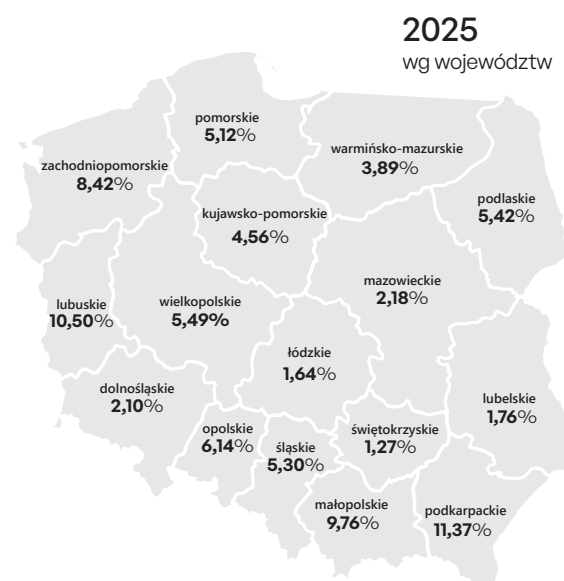 2025
wg województw
pomorskie
5,12%
warmińsko-mazurskie
3,89%
zachodniopomorskie
8,42%
podlaskie
5,42%
kujawsko-pomorskie
4,56%
mazowieckie
2,18%
lubuskie
10,50%
wielkopolskie
5,49%
łódzkie
1,64%
dolnośląskie
2,10%
lubelskie
1,76%
opolskie
6,14%
śląskie
5,30%
świętokrzyskie
1,27%
małopolskie
9,76%
podkarpackie
11,37%